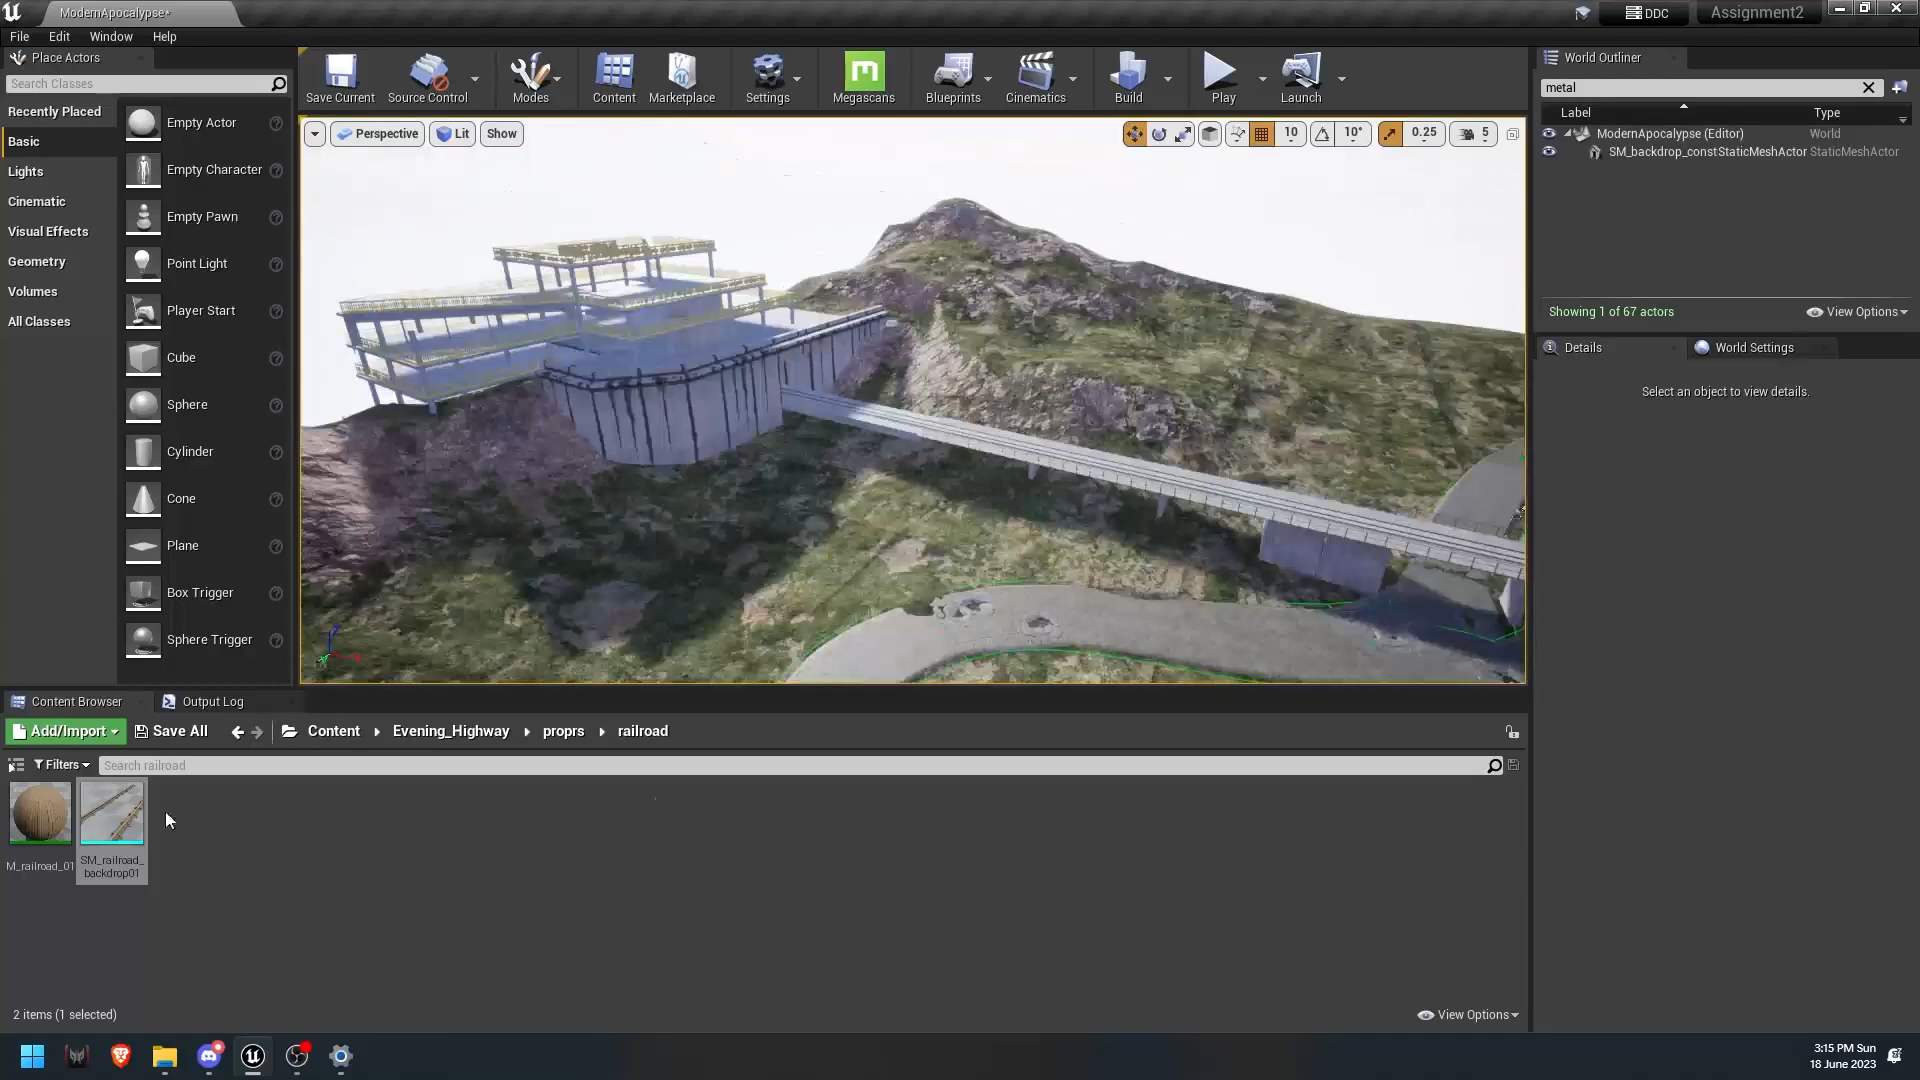 ModernApocalypse*
DDC
Assignment2
File Edit Window Help
Place Actors
Search Classes
Recently Placed
Basic
Lights
Cinematic
Visual Effects
Geometry
Volumes
All Classes
Empty Actor
Empty Character
Empty Pawn
Point Light
Player Start
Cube
Sphere
Cylinder
Cone
Plane
Box Trigger
Sphere Trigger
Save Current
Source Control
Modes
Content
Marketplace
Settings
Megascans
Blueprints
Cinematics
Build
Play
Launch
Perspective Lit Show
10 10° 0.25 5
World Outliner
metal
Label Type
ModernApocalypse (Editor) World
SM_backdrop_constStaticMeshActor StaticMeshActor
Showing 1 of 67 actors View Options
Details World Settings
Select an object to view details.
Content Browser Output Log
Add/Import Save All Content Evening_Highway proprs railroad
Filters Search railroad
M_railroad_01
SM_railroad_
backdrop01
2 items (1 selected) View Options
3:15 PM Sun
18 June 2023